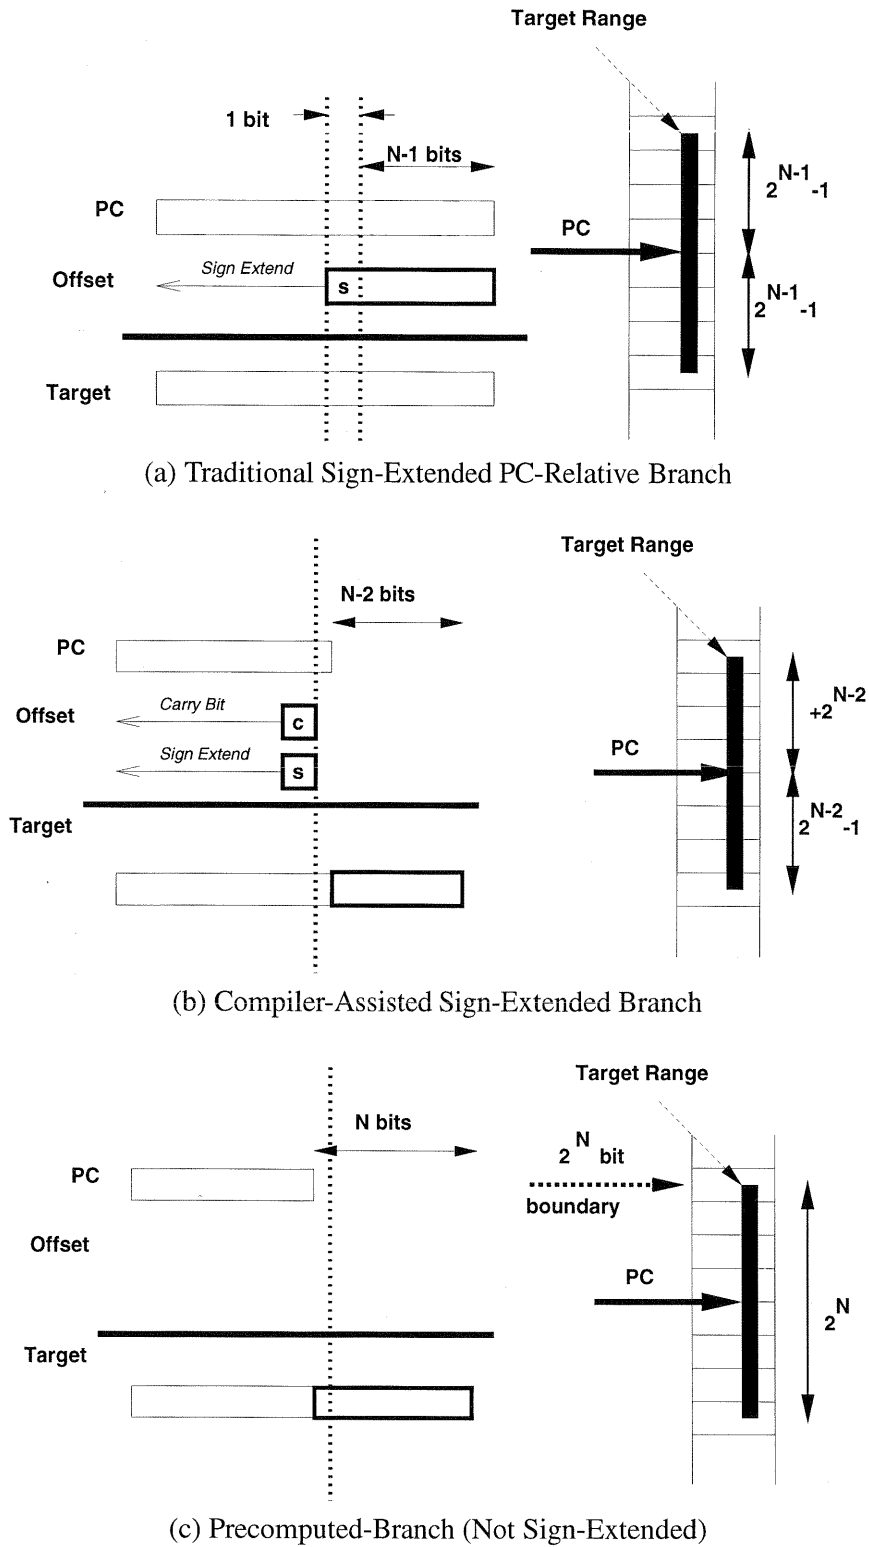 Target Range
1 bit
N-1 bits
2^N-1 -1
PC
PC
Sign Extend
Offset
s
2^N-1 -1
Target
(a) Traditional Sign-Extended PC-Relative Branch
Target Range
N-2 bits
PC
+2^N-2
Carry Bit
Offset
c
PC
Sign Extend
s
Target
2^N-2 -1
(b) Compiler-Assisted Sign-Extended Branch
Target Range
N bits
2^N bit
PC
boundary
Offset
PC
2^N
Target
(c) Precomputed-Branch (Not Sign-Extended)